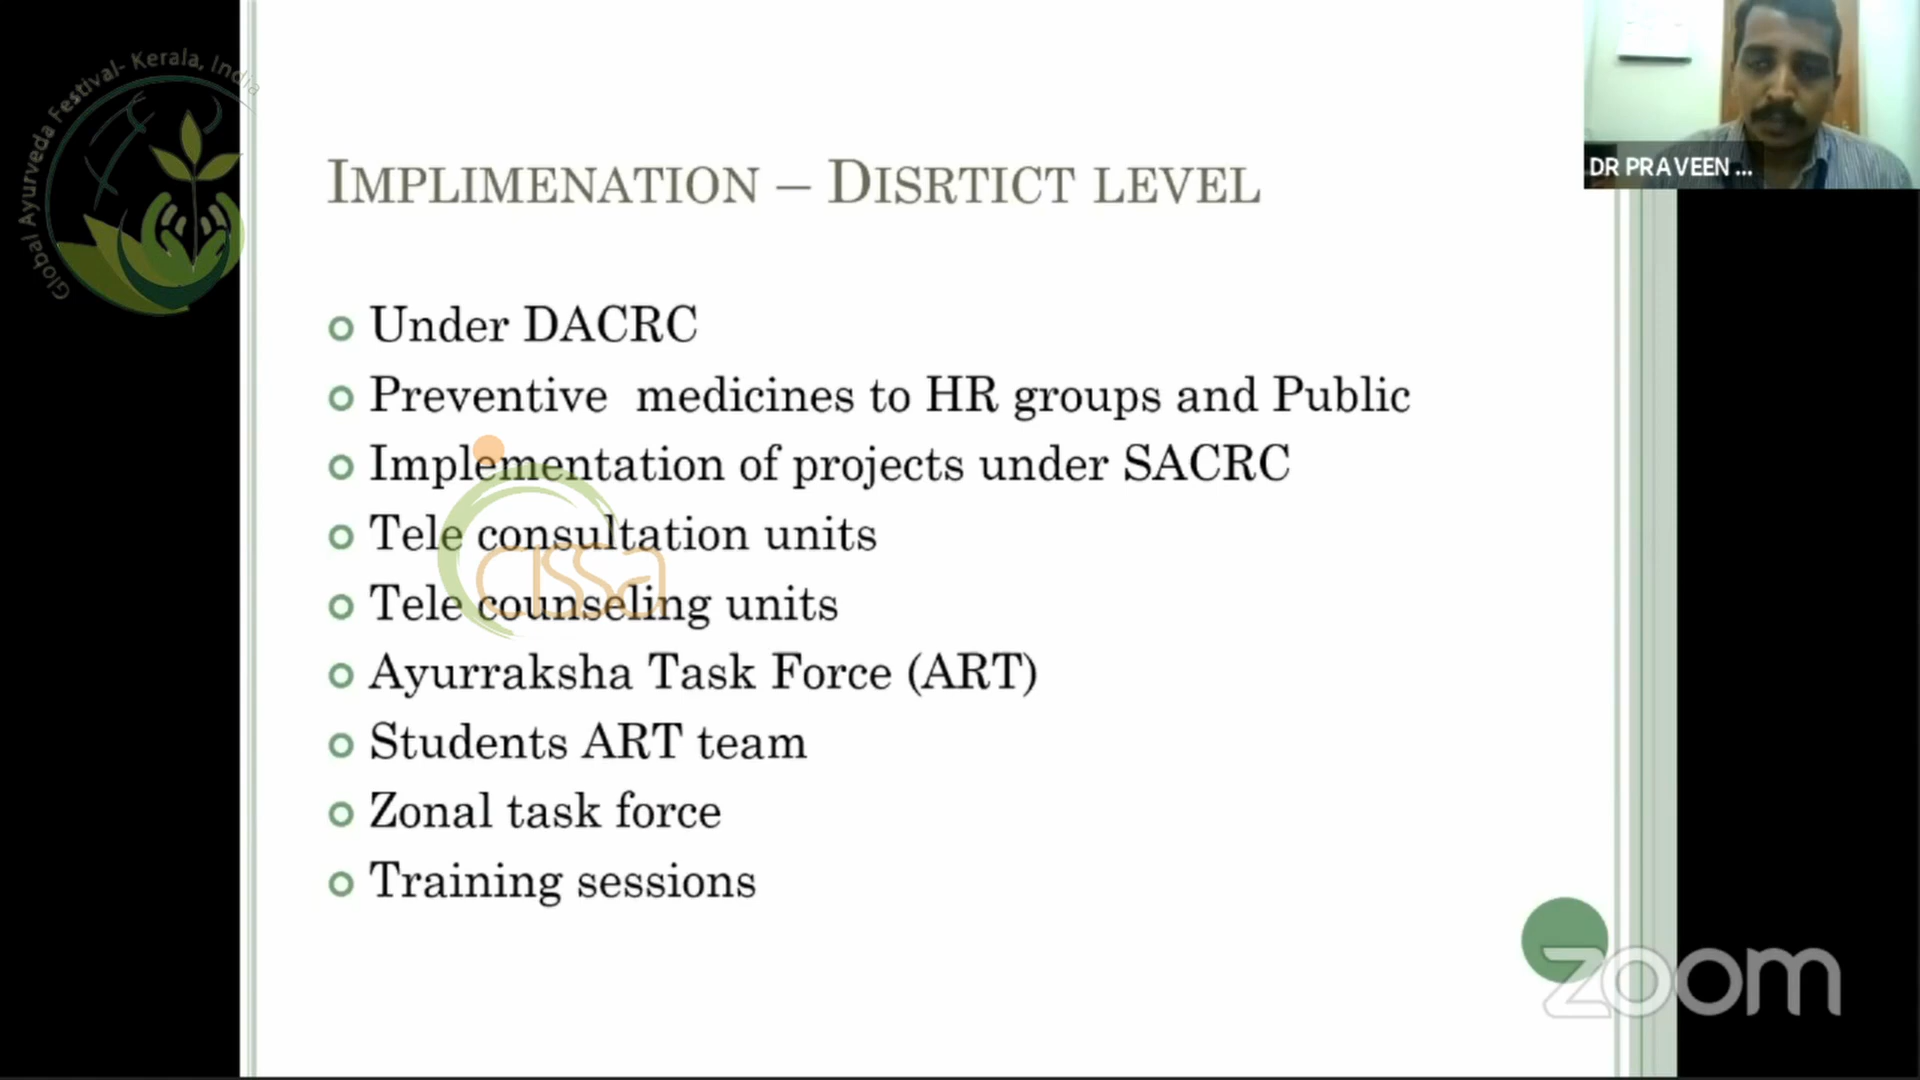 Global Ayurveda Festival- Kerala, India
DR PRAVEEN ...
IMPLIMENATION – DISRTICT LEVEL
Under DACRC
Preventive medicines to HR groups and Public
Implementation of projects under SACRC
Tele consultation units
Tele counseling units
cissa
Ayurraksha Task Force (ART)
Students ART team
Zonal task force
Training sessions
zoom